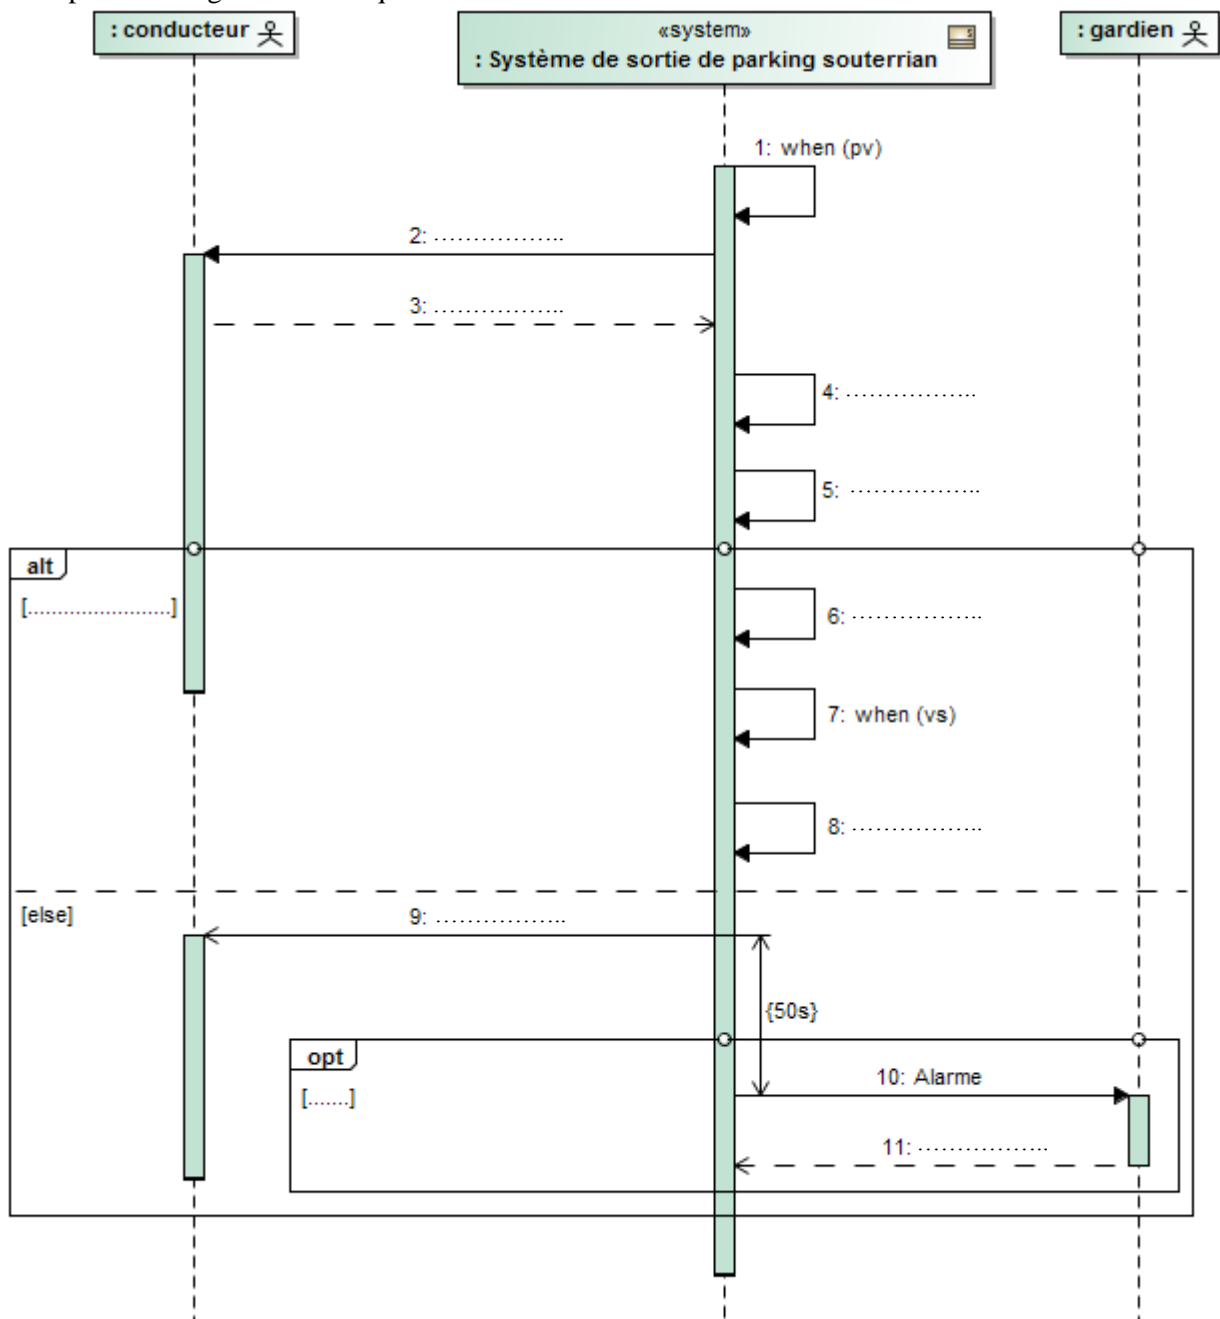 : conducteur
«system»
: Système de sortie de parking souterrian
: gardien
1: when (pv)
2: ..................
3: ..................
4: ..................
5: ..................
alt
[........................]
6: ..................
7: when (vs)
8: ..................
[else]
9: ..................
{50s}
opt
[.......]
10: Alarme
11: ..................